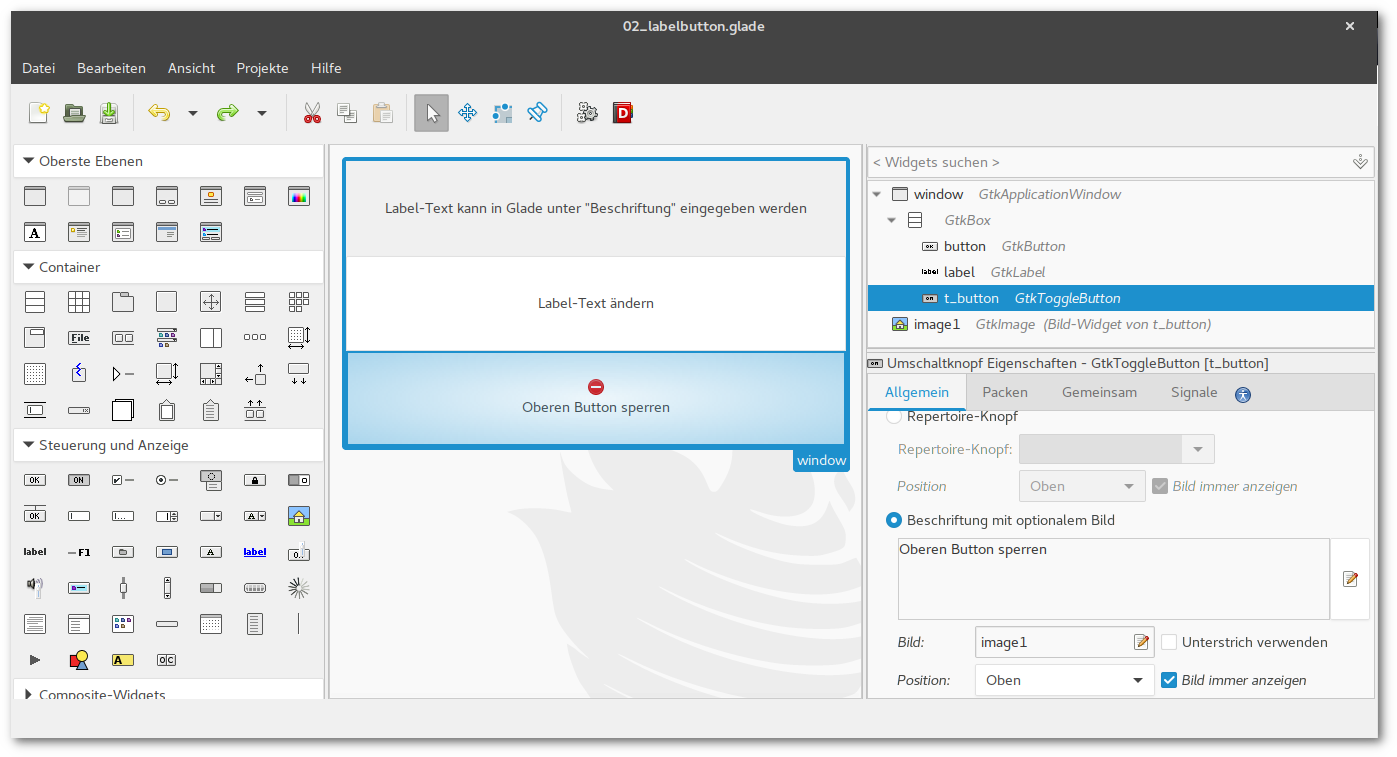 02_labelbutton.glade
Datei Bearbeiten Ansicht Projekte Hilfe
D
Oberste Ebenen
A
Container
File
Steuerung und Anzeige
OK ON
OK I... A
label F1 A label O..
A OC
Composite-Widgets
Label-Text kann in Glade unter "Beschriftung" eingegeben werden
Label-Text ändern
Oberen Button sperren
window
< Widgets suchen >
window GtkApplicationWindow
GtkBox
OK button GtkButton
label label GtkLabel
t_button GtkToggleButton
image1 GtkImage (Bild-Widget von t_button)
Umschaltknopf Eigenschaften - GtkToggleButton [t_button]
Allgemein Packen Gemeinsam Signale
Repertoire-Knopf
Repertoire-Knopf:
Position Oben Bild immer anzeigen
Beschriftung mit optionalem Bild
Oberen Button sperren
Bild: image1 Unterstrich verwenden
Position: Oben Bild immer anzeigen